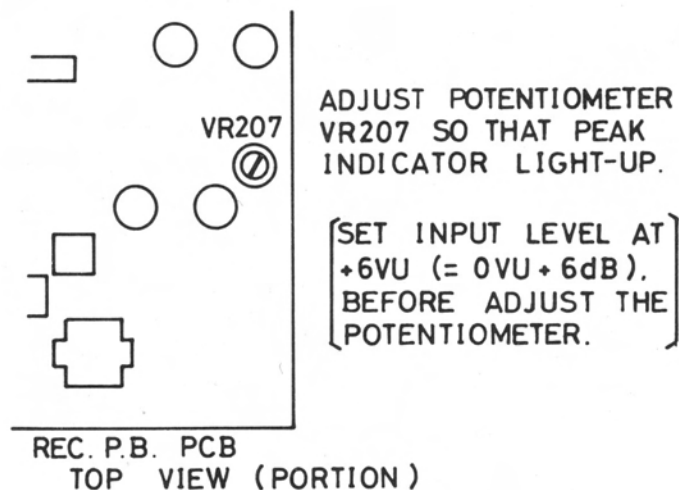 VR207
ADJUST POTENTIOMETER
VR207 SO THAT PEAK
INDICATOR LIGHT-UP.
SET INPUT LEVEL AT
+6VU (= 0VU + 6dB).
BEFORE ADJUST THE
POTENTIOMETER.
REC. P.B. PCB
TOP VIEW (PORTION)